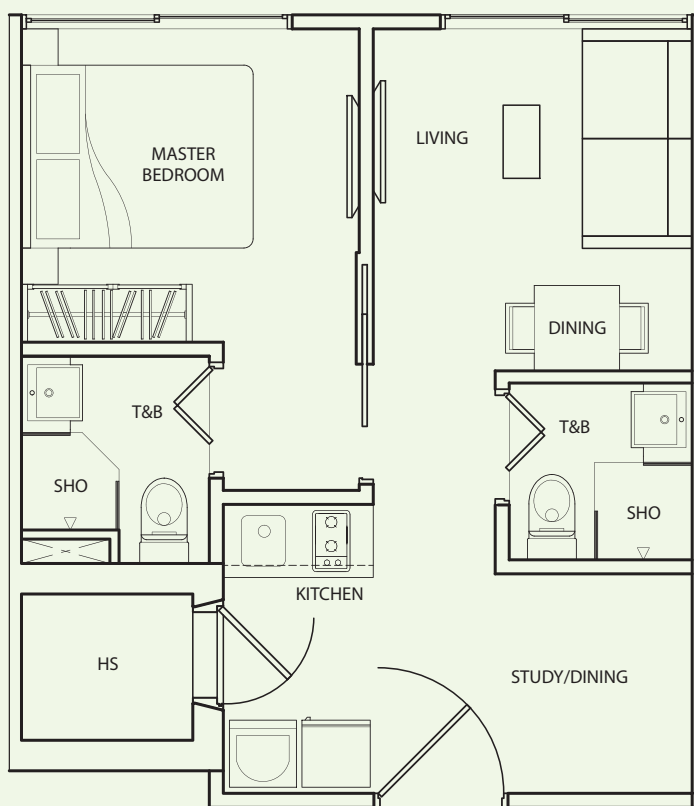 MASTER
BEDROOM
LIVING
DINING
T&B
SHO
T&B
SHO
KITCHEN
HS
STUDY/DINING